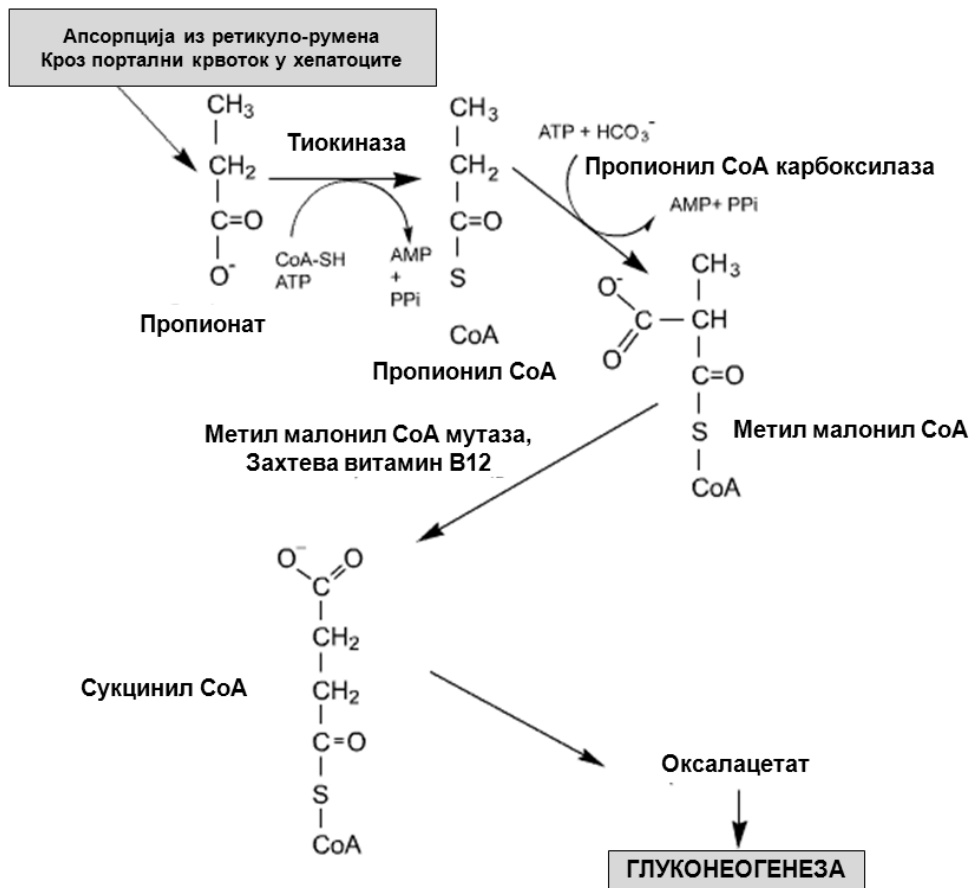 Апсорпција из ретикуло-румена
Кроз портални крвоток у хепатоците
CH3
CH2
C=O
O-
Пропионат
Тиокиназа
CoA-SH
ATP
AMP
+
PPi
CH3
CH2
C=O
S
CoA
Пропионил CoA
ATP + HCO3-
Пропионил CoA карбоксилаза
AMP+ PPi
CH3
O-
C
CH
O
C=O
S
CoA
Метил малонил CoA
Метил малонил CoA мутаза,
Захтева витамин B12
O-
O
C
CH2
CH2
C=O
S
CoA
Сукцинил CoA
Оксалацетат
ГЛУКОНЕОГЕНЕЗА